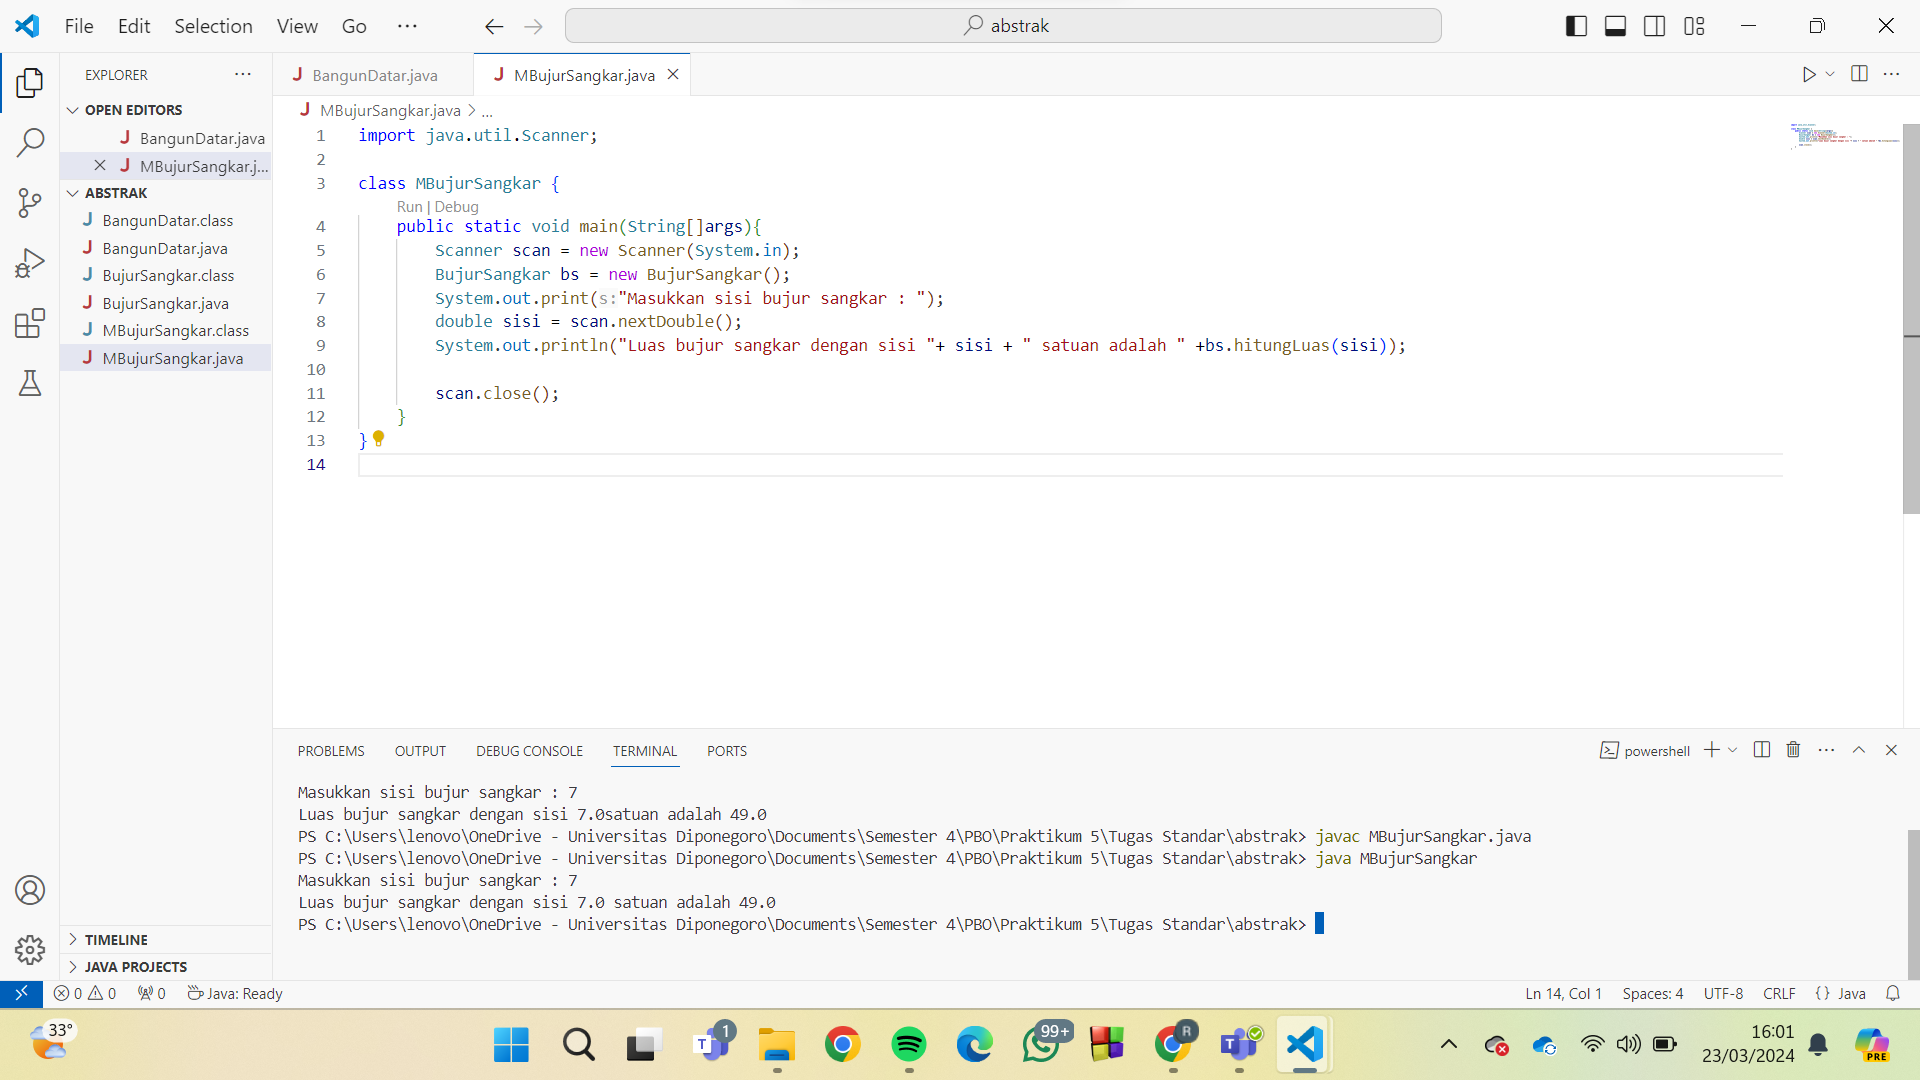 File Edit Selection View Go ···
abstrak
EXPLORER
OPEN EDITORS
BangunDatar.java
MBujurSangkar.j...
ABSTRAK
BangunDatar.class
BangunDatar.java
BujurSangkar.class
BujurSangkar.java
MBujurSangkar.class
MBujurSangkar.java
TIMELINE
JAVA PROJECTS
BangunDatar.java
MBujurSangkar.java
MBujurSangkar.java > ...
1 import java.util.Scanner;
2
3 class MBujurSangkar {
Run | Debug
4 public static void main(String[]args){
5 Scanner scan = new Scanner(System.in);
6 BujurSangkar bs = new BujurSangkar();
7 System.out.print(s:"Masukkan sisi bujur sangkar : ");
8 double sisi = scan.nextDouble();
9 System.out.println("Luas bujur sangkar dengan sisi "+ sisi + " satuan adalah " +bs.hitungLuas(sisi));
10
11 scan.close();
12 }
13 }
14
PROBLEMS OUTPUT DEBUG CONSOLE TERMINAL PORTS
powershell
Masukkan sisi bujur sangkar : 7
Luas bujur sangkar dengan sisi 7.0satuan adalah 49.0
PS C:\Users\lenovo\OneDrive - Universitas Diponegoro\Documents\Semester 4\PBO\Praktikum 5\Tugas Standar\abstrak> javac MBujurSangkar.java
PS C:\Users\lenovo\OneDrive - Universitas Diponegoro\Documents\Semester 4\PBO\Praktikum 5\Tugas Standar\abstrak> java MBujurSangkar
Masukkan sisi bujur sangkar : 7
Luas bujur sangkar dengan sisi 7.0 satuan adalah 49.0
PS C:\Users\lenovo\OneDrive - Universitas Diponegoro\Documents\Semester 4\PBO\Praktikum 5\Tugas Standar\abstrak>
0 0 0 Java: Ready
Ln 14, Col 1 Spaces: 4 UTF-8 CRLF {} Java
33°
1
99+
R
16:01
23/03/2024
PRE